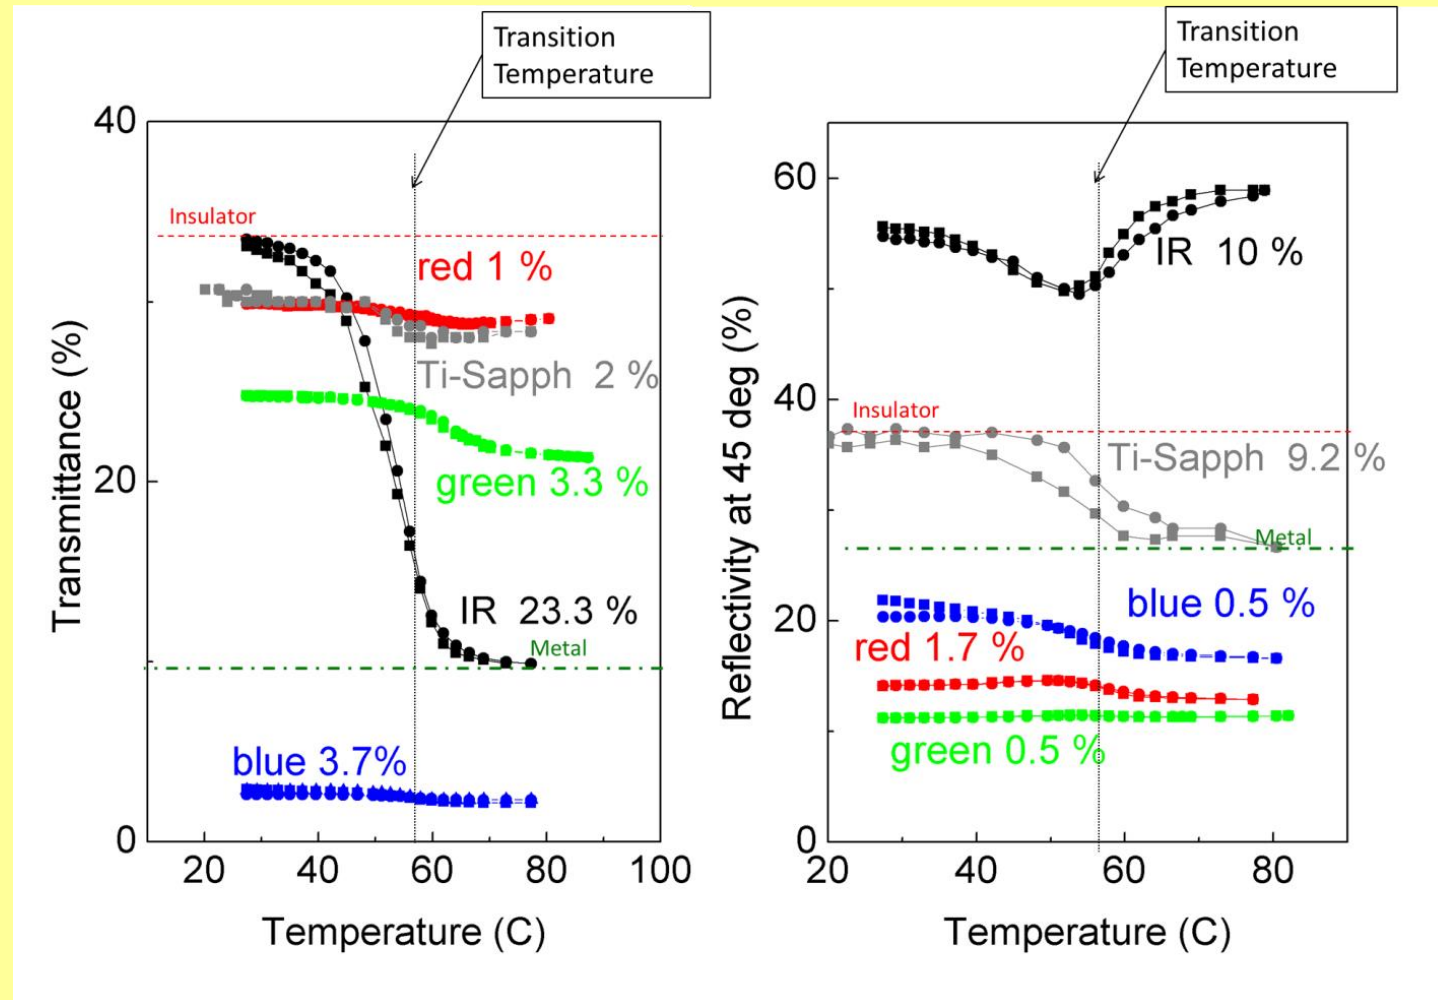 Transition
Temperature
40
Insulator
red 1 %
Ti-Sapph 2 %
20
green 3.3 %
IR 23.3 %
Metal
blue 3.7%
0
20
40
60
80
100
Transmittance (%)
Temperature (C)
Transition
Temperature
60
IR 10 %
40
Insulator
Ti-Sapph 9.2 %
Metal
blue 0.5 %
20
red 1.7 %
green 0.5 %
0
20
40
60
80
Reflectivity at 45 deg (%)
Temperature (C)